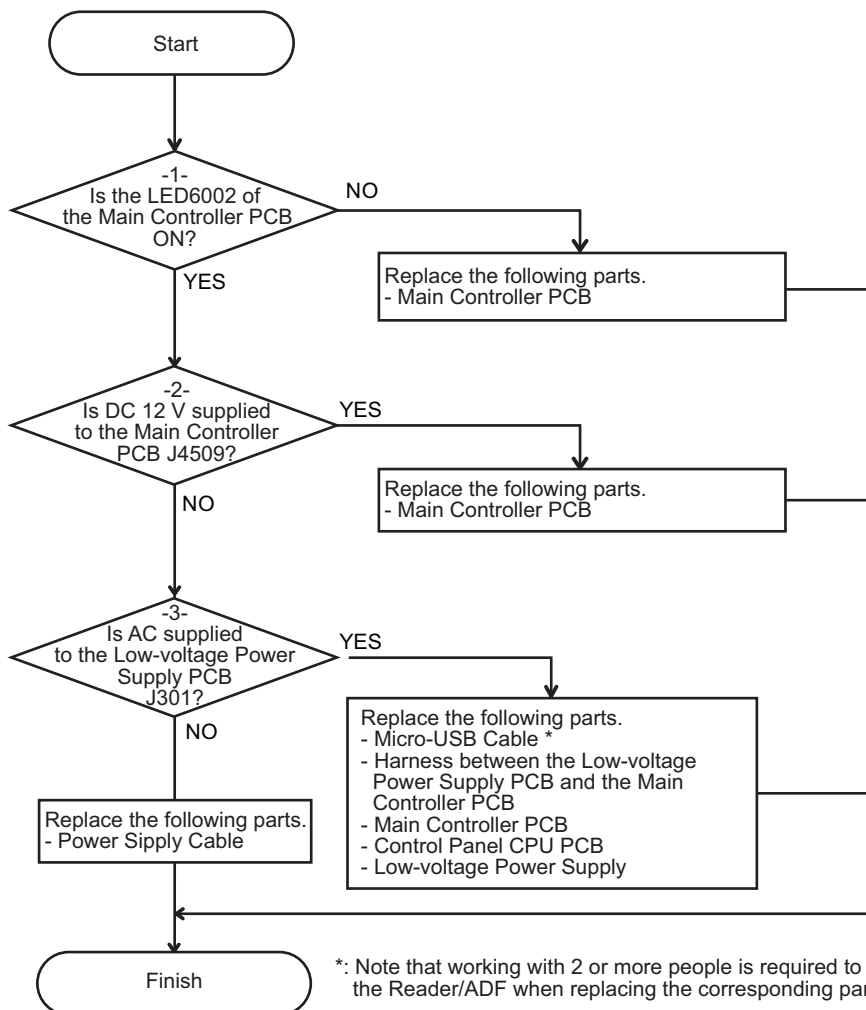 Start
-1-
Is the LED6002 of
the Main Controller PCB
ON?
NO
YES
Replace the following parts.
- Main Controller PCB
-2-
Is DC 12 V supplied
to the Main Controller
PCB J4509?
YES
NO
Replace the following parts.
- Main Controller PCB
-3-
Is AC supplied
to the Low-voltage Power
Supply PCB
J301?
YES
NO
Replace the following parts.
- Micro-USB Cable *
- Harness between the Low-voltage
Power Supply PCB and the Main
Controller PCB
- Main Controller PCB
- Control Panel CPU PCB
- Low-voltage Power Supply
Replace the following parts.
- Power Sipply Cable
Finish
*: Note that working with 2 or more people is required to
the Reader/ADF when replacing the corresponding par